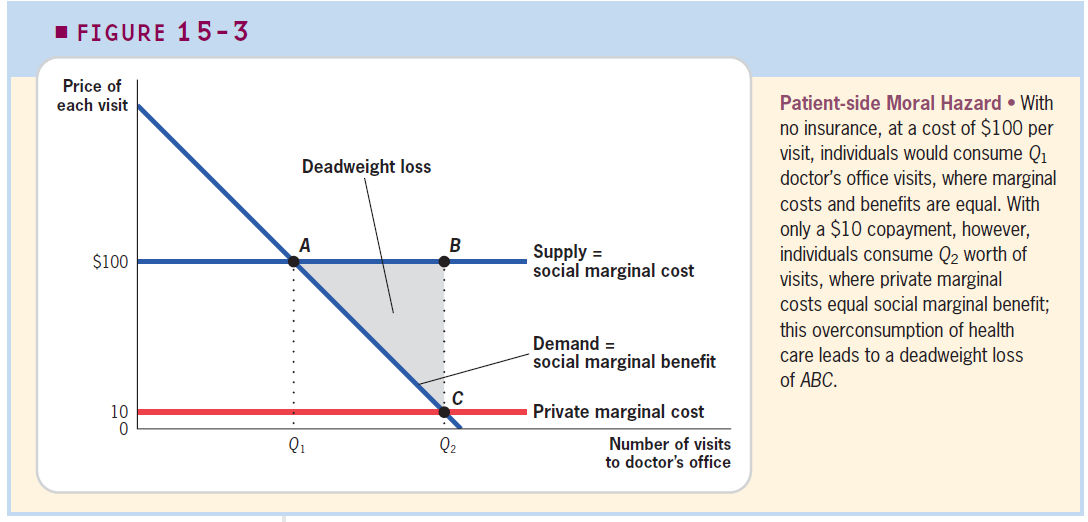 FIGURE 15-3
Price of
each visit
Deadweight loss
A
B
$100
Supply =
social marginal cost
Demand =
social marginal benefit
C
10
Private marginal cost
0
Q1
Q2
Number of visits
to doctor's office
Patient-side Moral Hazard • With
no insurance, at a cost of $100 per
visit, individuals would consume Q1
doctor's office visits, where marginal
costs and benefits are equal. With
only a $10 copayment, however,
individuals consume Q2 worth of
visits, where private marginal
costs equal social marginal benefit;
this overconsumption of health
care leads to a deadweight loss
of ABC.